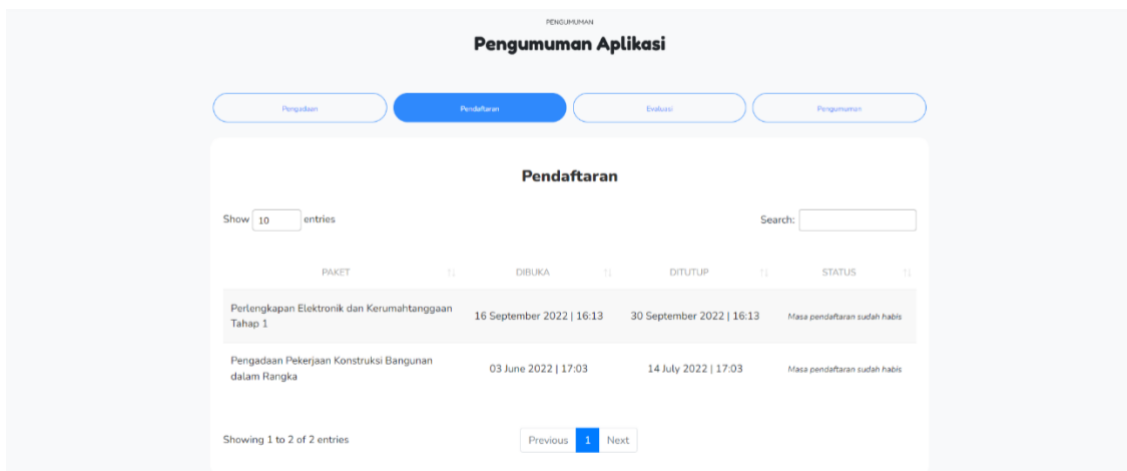 PENGUMUMAN
Pengumuman Aplikasi
Pengadaan Pendaftaran Evaluasi Pengumuman
Pendaftaran
Show 10 entries Search:
PAKET DIBUKA DITUTUP STATUS
Perlengkapan Elektronik dan Kerumahtanggaan
Tahap 1 16 September 2022 | 16:13 30 September 2022 | 16:13 Masa pendaftaran sudah habis
Pengadaan Pekerjaan Konstruksi Bangunan
dalam Rangka 03 June 2022 | 17:03 14 July 2022 | 17:03 Masa pendaftaran sudah habis
Showing 1 to 2 of 2 entries Previous 1 Next